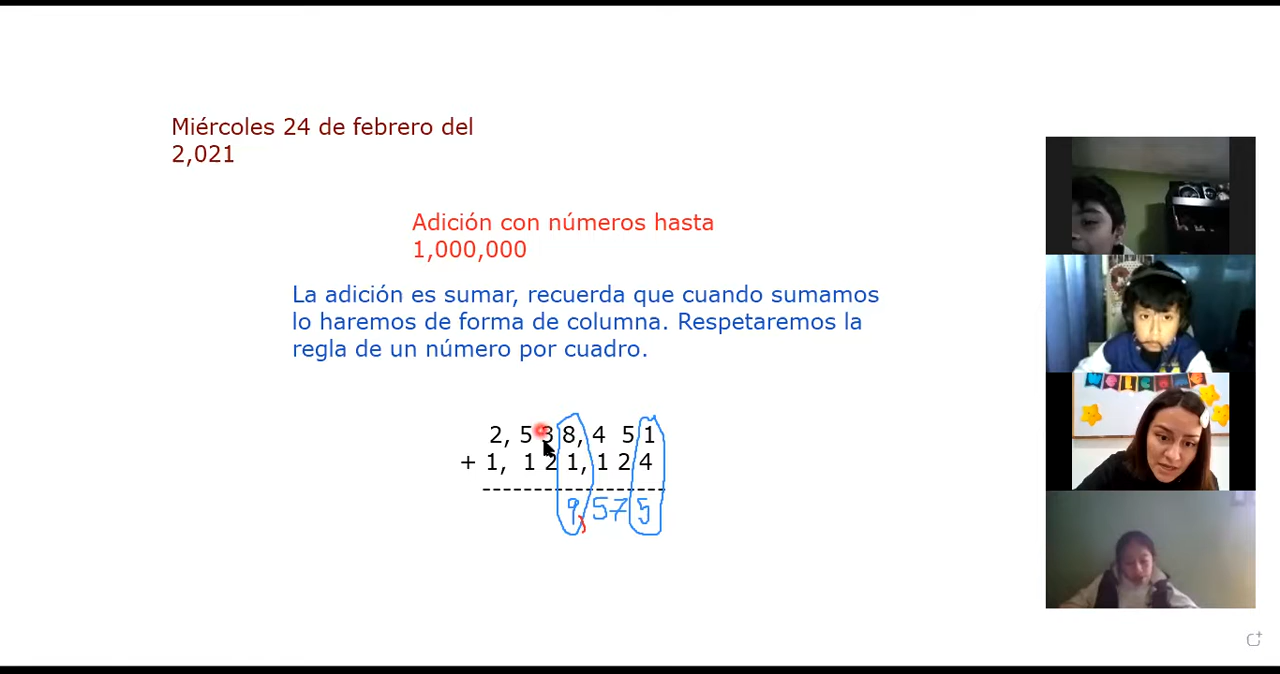 Miércoles 24 de febrero del
2,021
Adición con números hasta
1,000,000
La adición es sumar, recuerda que cuando sumamos
lo haremos de forma de columna. Respetaremos la
regla de un número por cuadro.
2, 5 3 8, 4 5 1
+ 1, 1 2 1, 1 2 4
-----------------------
9, 5 7 5